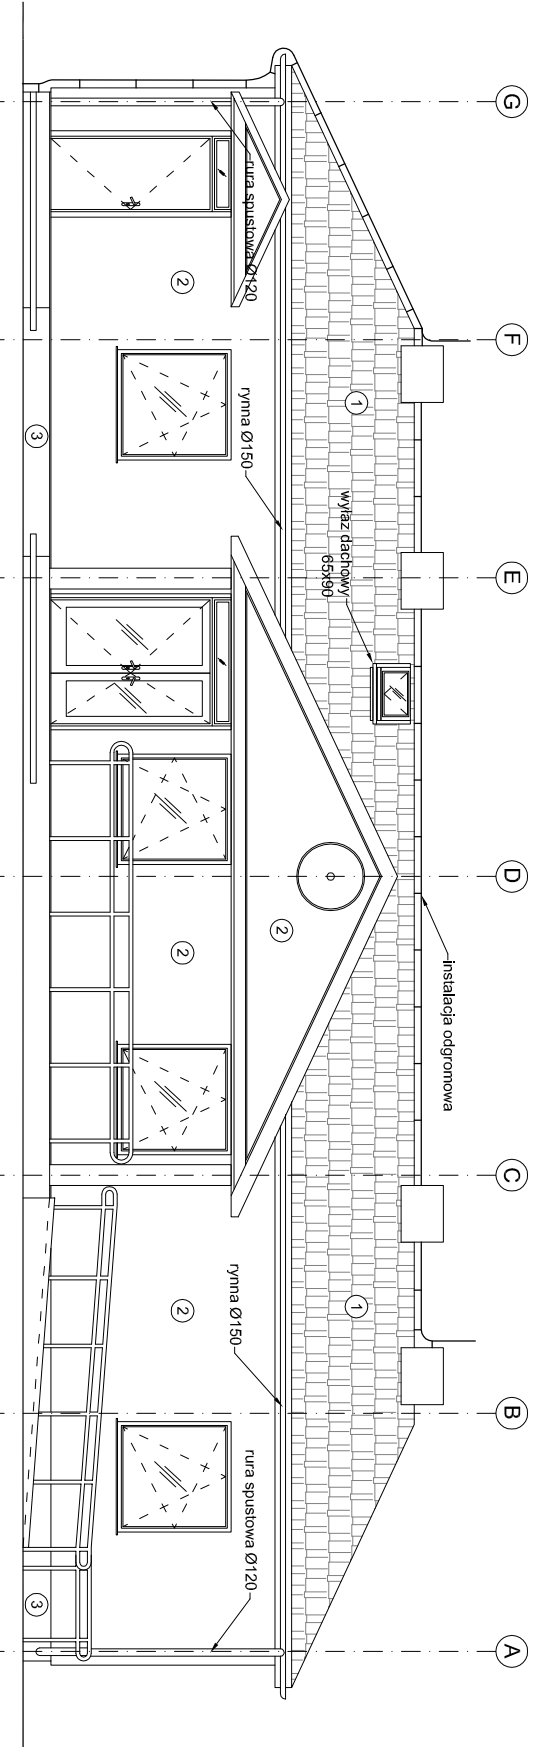 G
F
E
D
C
B
A
instalacja odgromowa
1
1
wyłaz dachowy
65x90
rynna Ø150
rynna Ø150
rura spustowa Ø120
rura spustowa Ø120
2
2
2
2
3
3